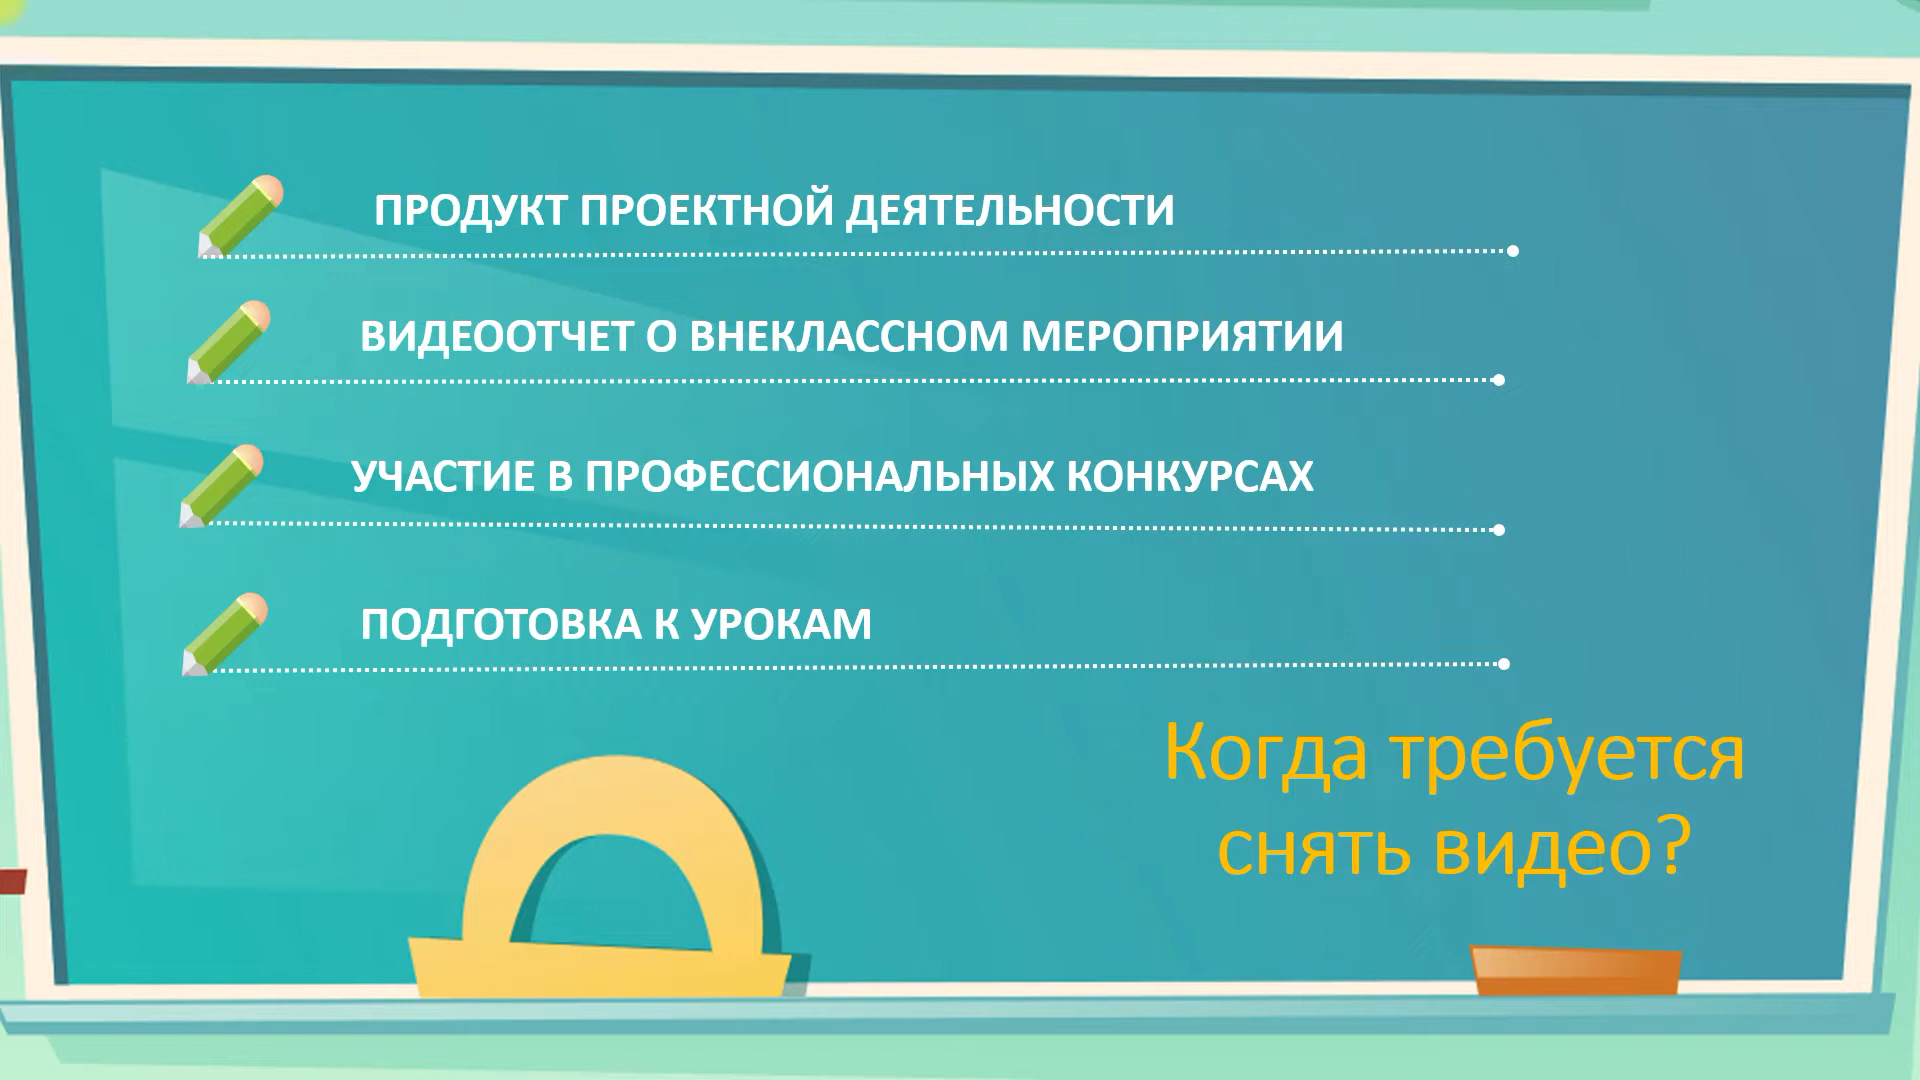 ПРОДУКТ ПРОЕКТНОЙ ДЕЯТЕЛЬНОСТИ
ВИДЕООТЧЕТ О ВНЕКЛАССНОМ МЕРОПРИЯТИИ
УЧАСТИЕ В ПРОФЕССИОНАЛЬНЫХ КОНКУРСАХ
ПОДГОТОВКА К УРОКАМ
Когда требуется
снять видео?